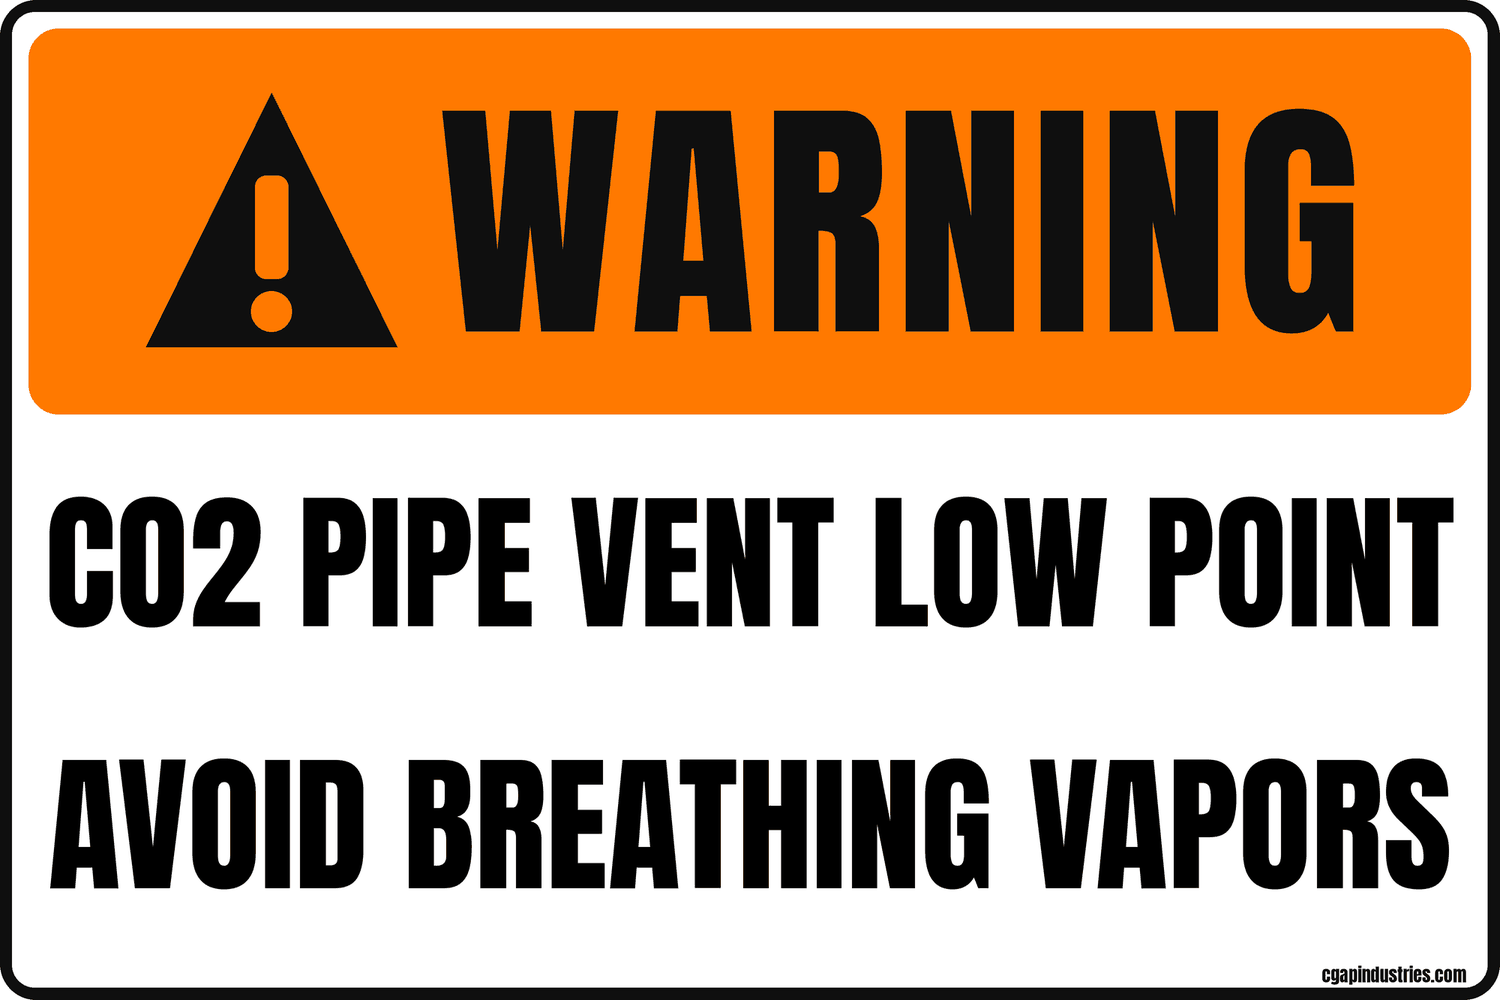 WARNING
CO2 PIPE VENT LOW POINT
AVOID BREATHING VAPORS
cgapindustries.com